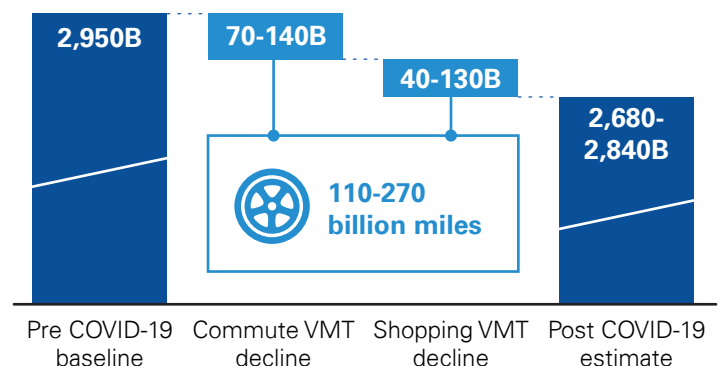 2,950B
70-140B
40-130B
2,680-
2,840B
110-270
billion miles
Pre COVID-19
baseline
Commute VMT
decline
Shopping VMT
decline
Post COVID-19
estimate